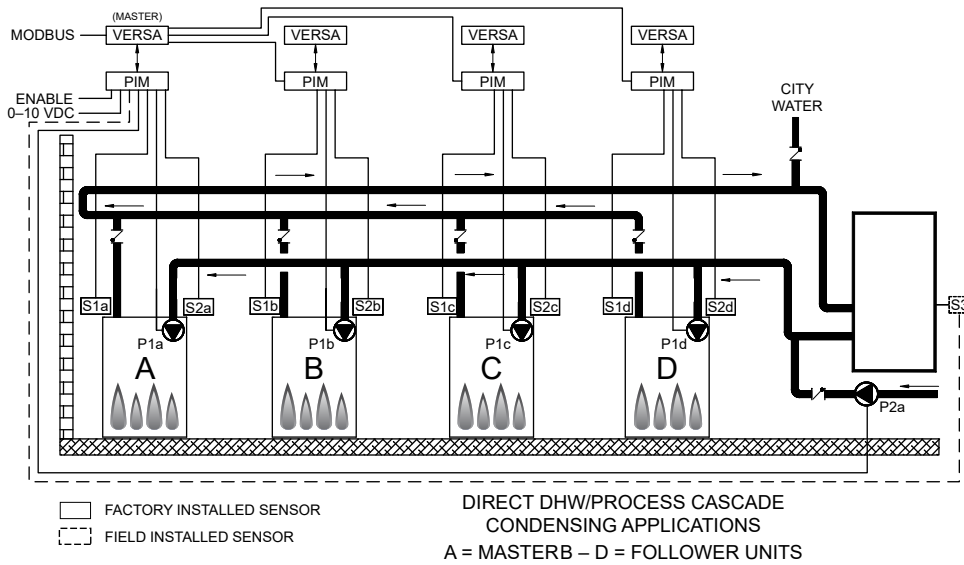 (MASTER)
MODBUS VERSA VERSA VERSA VERSA
PIM PIM PIM PIM
ENABLE
0–10 VDC
CITY
WATER
S1a S2a S1b S2b S1c S2c S1d S2d S3
P1a P1b P1c P1d
A B C D
P2a
FACTORY INSTALLED SENSOR
FIELD INSTALLED SENSOR
DIRECT DHW/PROCESS CASCADE
CONDENSING APPLICATIONS
A = MASTERB – D = FOLLOWER UNITS